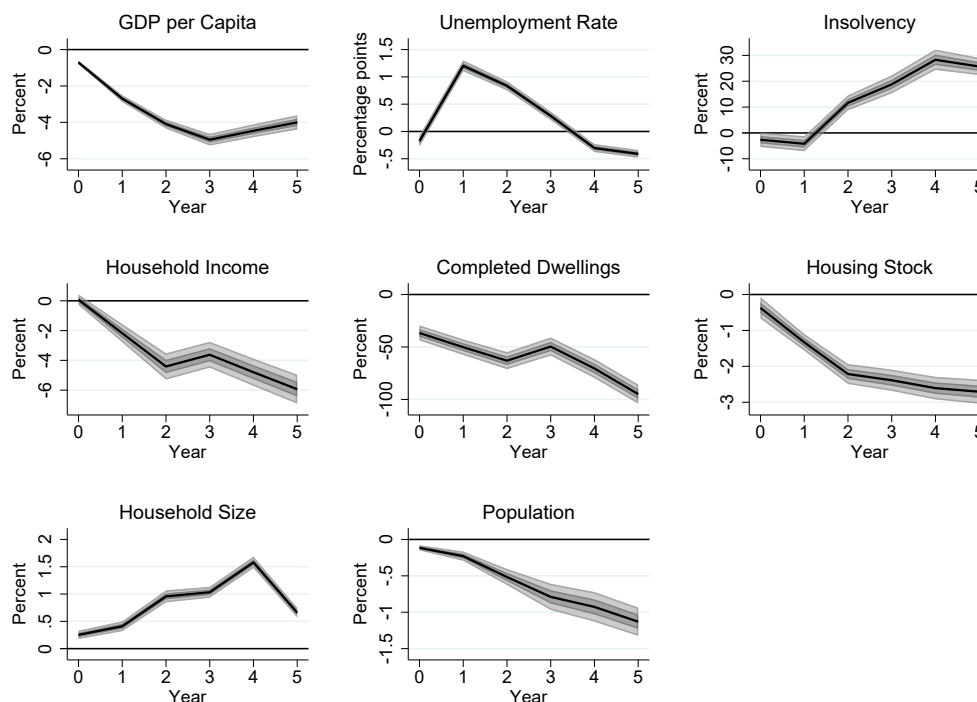 GDP per Capita
Percent
0
-2
-4
-6
0 1 2 3 4 5
Year
Unemployment Rate
Percentage points
1.5
1
.5
0
-.5
0 1 2 3 4 5
Year
Insolvency
Percent
30
20
10
0
-10
0 1 2 3 4 5
Year
Household Income
Percent
0
-2
-4
-6
0 1 2 3 4 5
Year
Completed Dwellings
Percent
0
-50
-100
0 1 2 3 4 5
Year
Housing Stock
Percent
0
-1
-2
-3
0 1 2 3 4 5
Year
Household Size
Percent
2
1.5
1
.5
0
0 1 2 3 4 5
Year
Population
Percent
0
-.5
-1
-1.5
0 1 2 3 4 5
Year